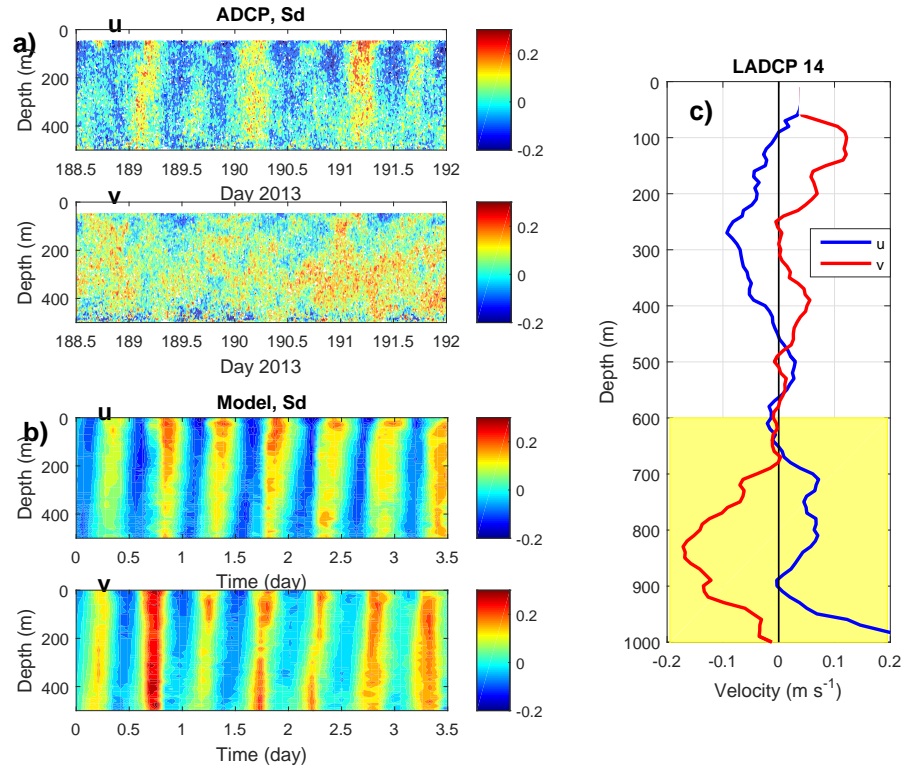 ADCP, Sd
a)
u
Depth (m)
0
200
400
188.5 189 189.5 190 190.5 191 191.5 192
Day 2013
0.2
0
-0.2
v
Depth (m)
0
200
400
188.5 189 189.5 190 190.5 191 191.5 192
Day 2013
0.2
0
-0.2
Model, Sd
b)
u
Depth (m)
0
200
400
0 0.5 1 1.5 2 2.5 3 3.5
Time (day)
0.2
0
-0.2
v
Depth (m)
0
200
400
0 0.5 1 1.5 2 2.5 3 3.5
Time (day)
0.2
0
-0.2
LADCP 14
c)
Depth (m)
0
100
200
300
400
500
600
700
800
900
1000
u
v
-0.2 -0.1 0 0.1 0.2
Velocity (m s⁻¹)